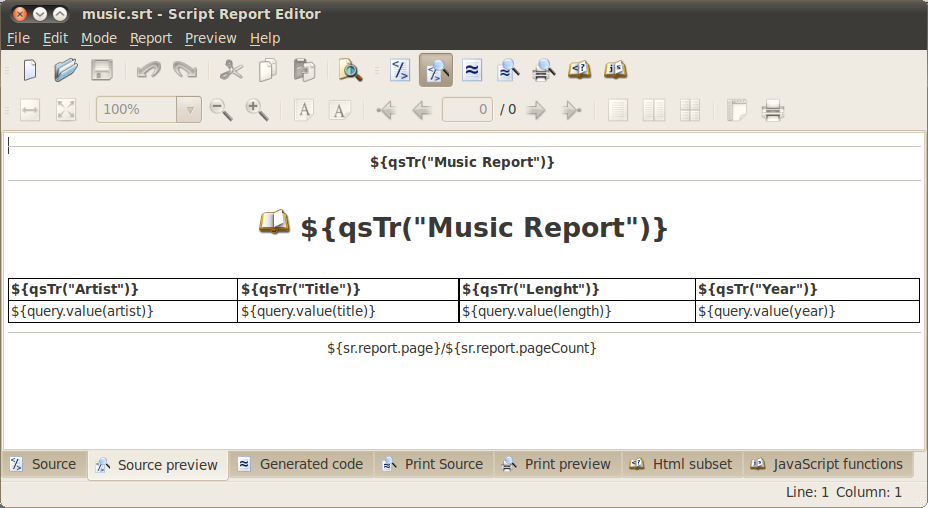 music.srt - Script Report Editor
File Edit Mode Report Preview Help
100% 0 / 0
${qsTr("Music Report")}
${qsTr("Music Report")}
${qsTr("Artist")} ${qsTr("Title")} ${qsTr("Lenght")} ${qsTr("Year")}
${query.value(artist)} ${query.value(title)} ${query.value(length)} ${query.value(year)}
${sr.report.page}/${sr.report.pageCount}
Source Source preview Generated code Print Source Print preview Html subset JavaScript functions
Line: 1 Column: 1